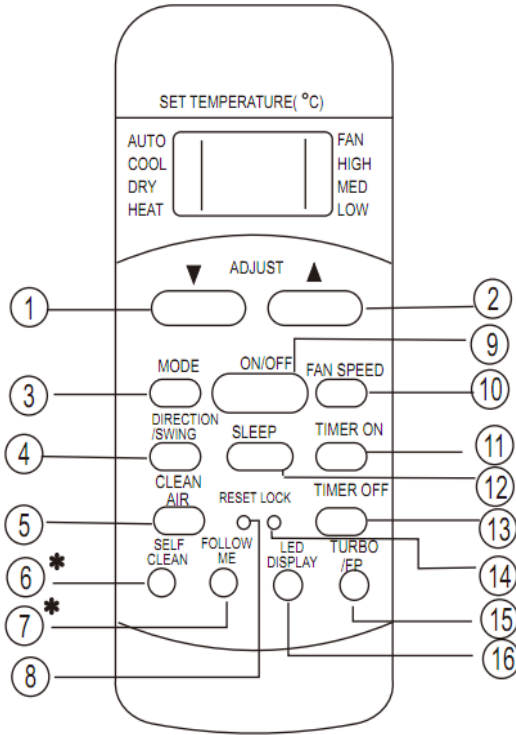 SET TEMPERATURE( °C)
AUTO FAN
COOL HIGH
DRY MED
HEAT LOW
▼ ADJUST ▲
1 2
9
MODE ON/OFF FAN SPEED
3 10
DIRECTION
/SWING SLEEP TIMER ON
4 11
12
CLEAN
AIR RESET LOCK TIMER OFF
5 13
SELF
CLEAN FOLLOW
ME LED
DISPLAY TURBO
/FP
6* 14
7* 15
8 16